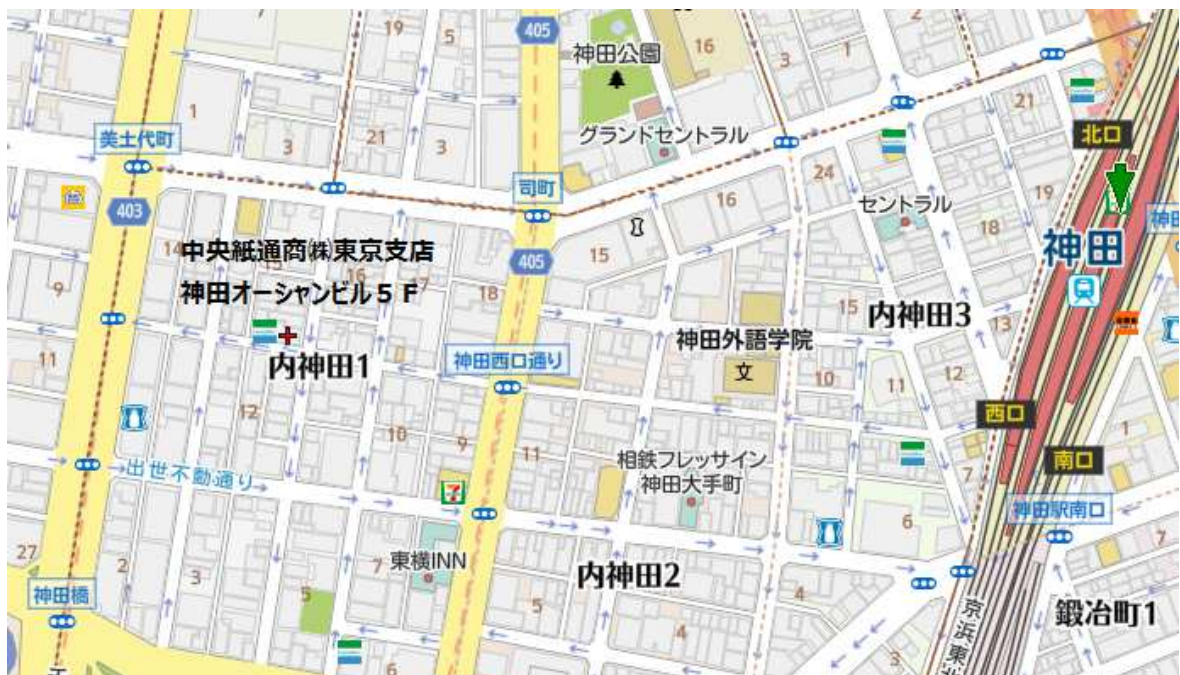 7
19
5
405
神田公園
16
3
2
1
1
21
3
3
グランドセントラル
21
北口
美土代町
司町
16
24
セントラル
19
18
403
14
中央紙通商㈱東京支店
15
神田
神田
405
9
神田オーシャンビル5F
15
16
17
18
15
内神田3
13
神田外語学院
文
11
内神田1
神田西口通り
10
11
12
12
10
9
11
西口
1
相鉄フレッサイン
神田大手町
7
南口
出世不動通り
7
神田駅南口
6
27
2
3
7
東横INN
内神田2
7
神田橋
5
5
4
4
鍛冶町1
京浜東北
6
3